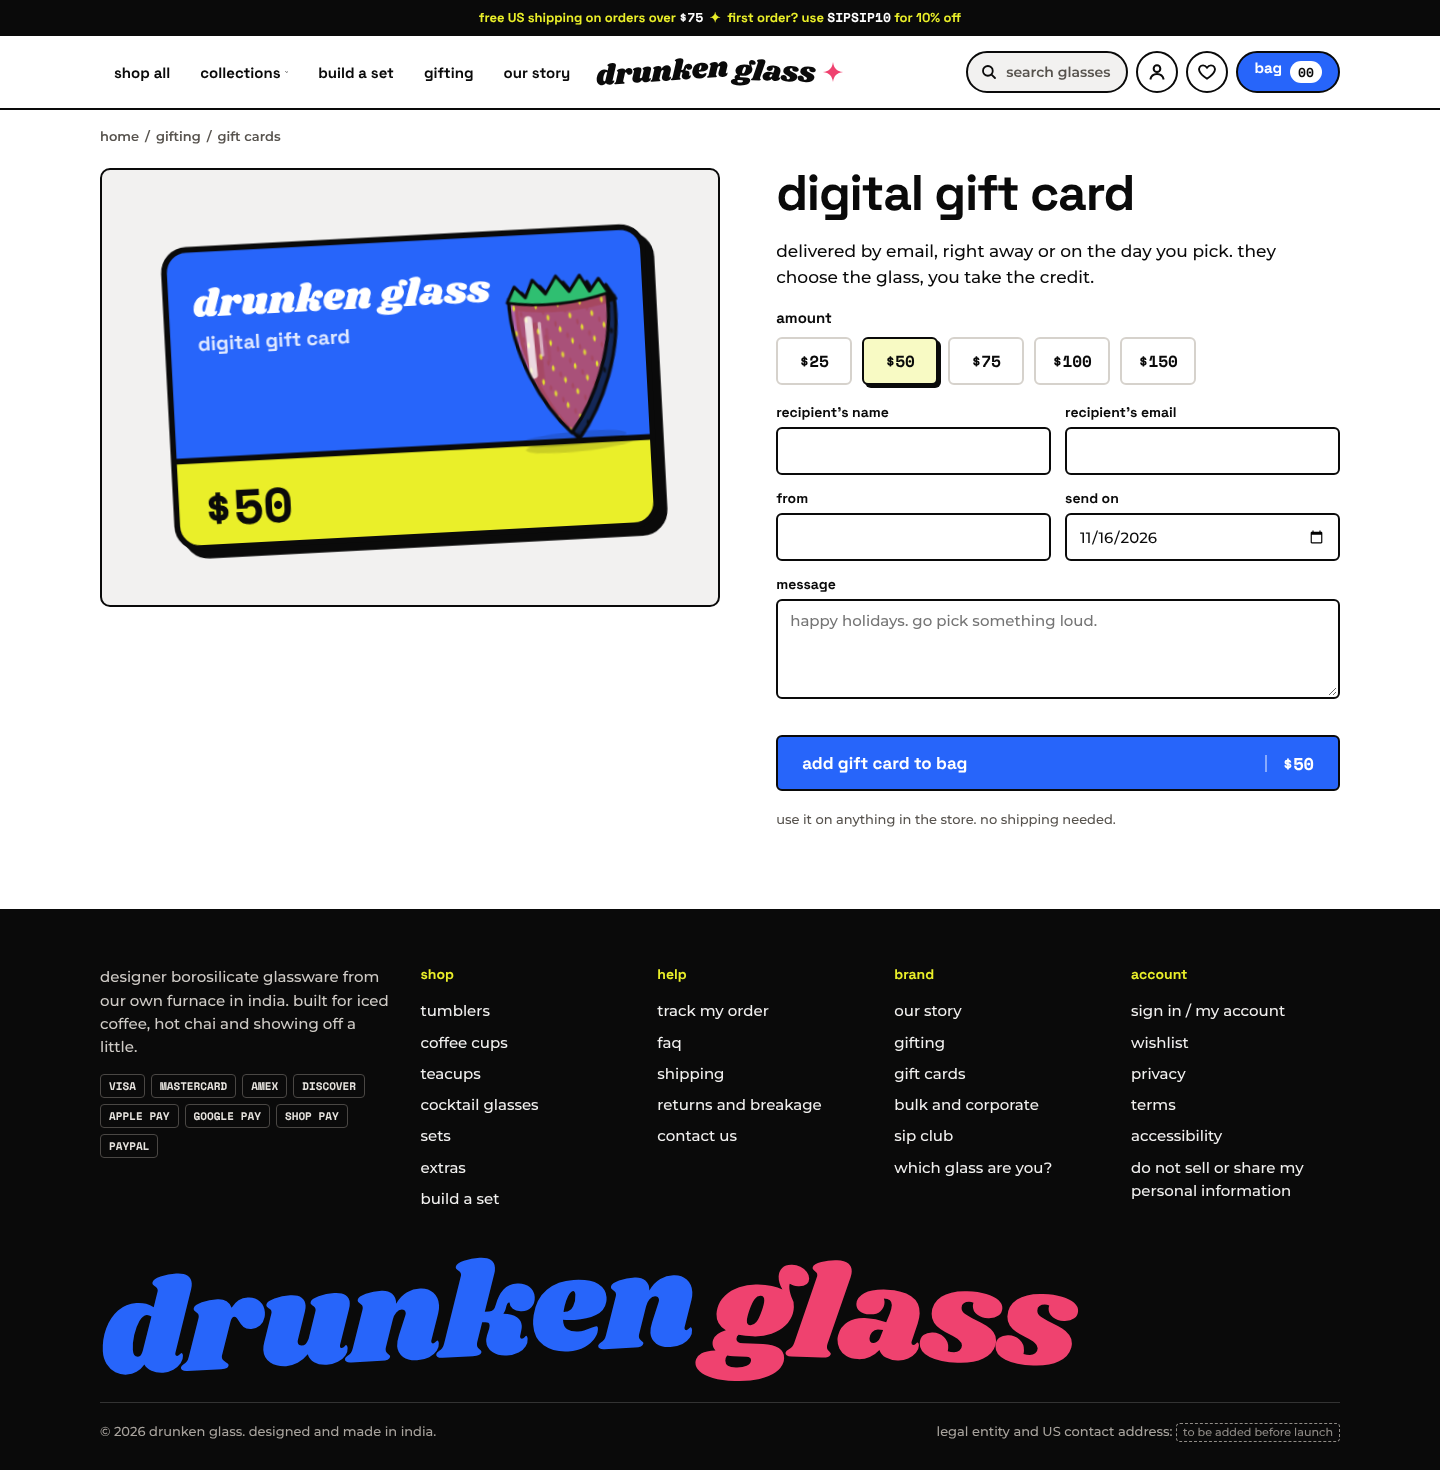 free US shipping on orders over $75 ✦ first order? use SIPSIP10 for 10% off
shop all
collections
build a set
gifting
our story
drunken glass ✦
search glasses
bag 00
home / gifting / gift cards
drunken glass
digital gift card
$50
digital gift card
delivered by email, right away or on the day you pick. they
choose the glass, you take the credit.
amount
$25
$50
$75
$100
$150
recipient's name
recipient's email
from
send on
11/16/2026
message
happy holidays. go pick something loud.
add gift card to bag | $50
use it on anything in the store. no shipping needed.
designer borosilicate glassware from
our own furnace in india. built for iced
coffee, hot chai and showing off a
little.
VISA
MASTERCARD
AMEX
DISCOVER
APPLE PAY
GOOGLE PAY
SHOP PAY
PAYPAL
shop
tumblers
coffee cups
teacups
cocktail glasses
sets
extras
build a set
help
track my order
faq
shipping
returns and breakage
contact us
brand
our story
gifting
gift cards
bulk and corporate
sip club
which glass are you?
account
sign in / my account
wishlist
privacy
terms
accessibility
do not sell or share my
personal information
drunken glass
© 2026 drunken glass. designed and made in india.
legal entity and US contact address: to be added before launch